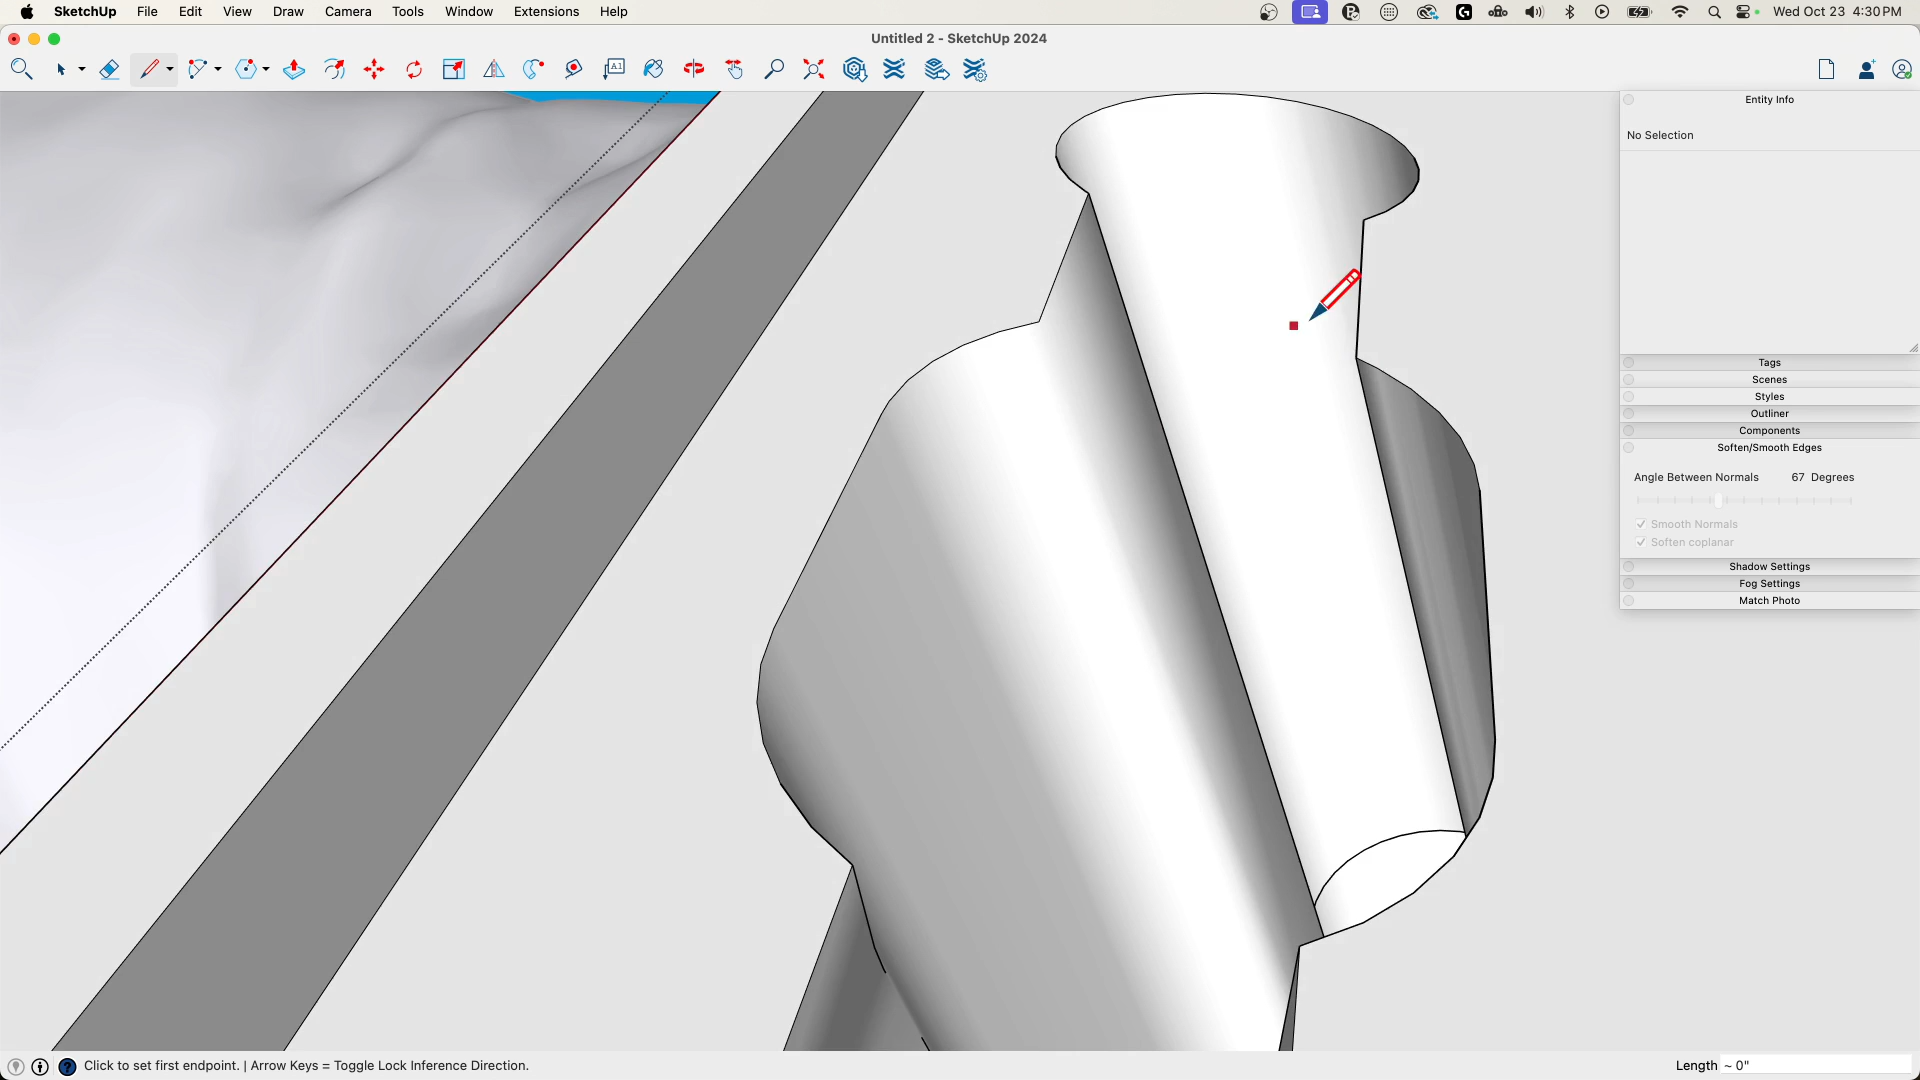 SketchUp File Edit View Draw Camera Tools Window Extensions Help
Wed Oct 23 4:30 PM
Untitled 2 - SketchUp 2024
A1
Entity Info
No Selection
Tags
Scenes
Styles
Outliner
Components
Soften/Smooth Edges
Angle Between Normals 67 Degrees
Smooth Normals
Soften coplanar
Shadow Settings
Fog Settings
Match Photo
Click to set first endpoint. | Arrow Keys = Toggle Lock Inference Direction.
Length ~ 0"